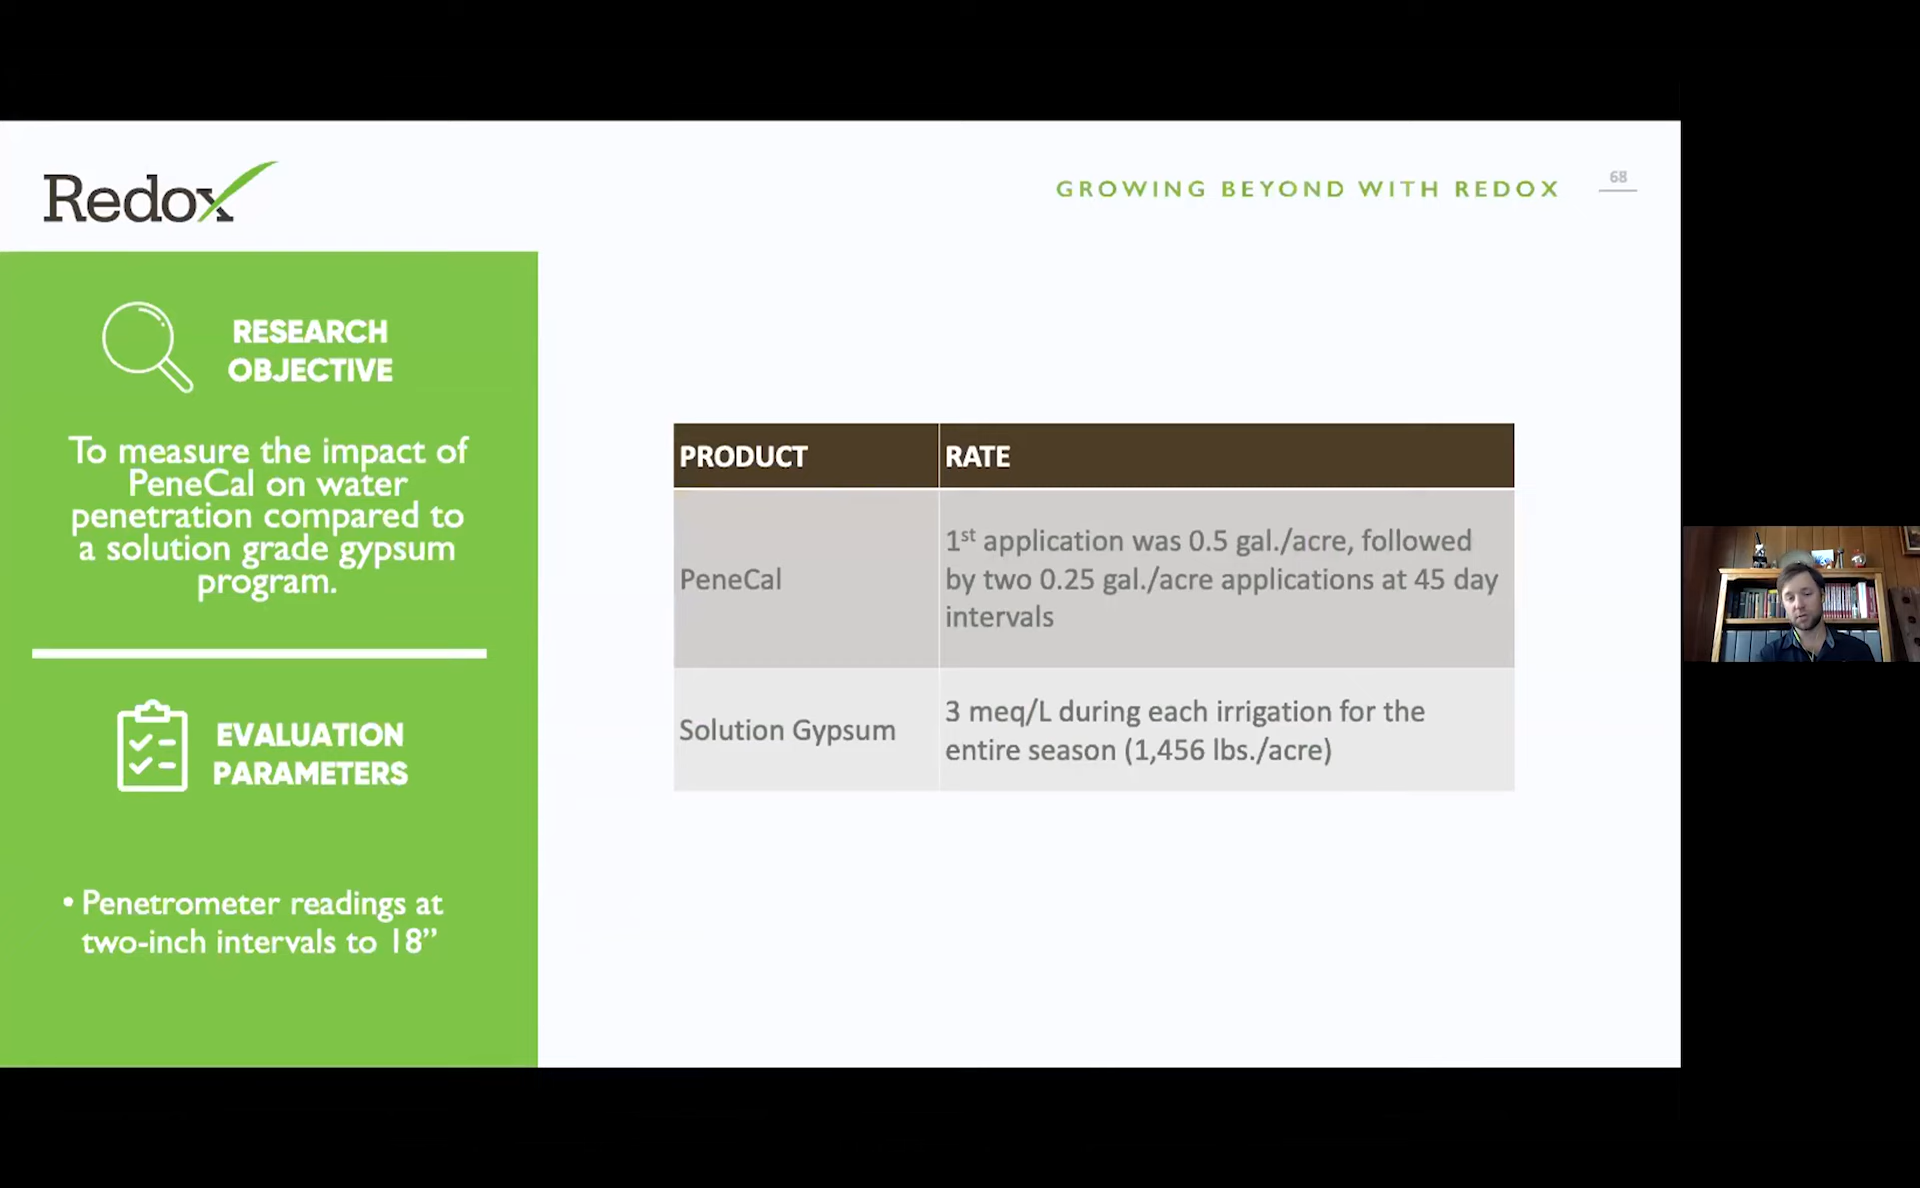 Redox
GROWING BEYOND WITH REDOX
68
RESEARCH
OBJECTIVE
To measure the impact of
PeneCal on water
penetration compared to
a solution grade gypsum
program.
EVALUATION
PARAMETERS
• Penetrometer readings at
two-inch intervals to 18”
PRODUCT RATE
PeneCal
1st application was 0.5 gal./acre, followed
by two 0.25 gal./acre applications at 45 day
intervals
Solution Gypsum
3 meq/L during each irrigation for the
entire season (1,456 lbs./acre)